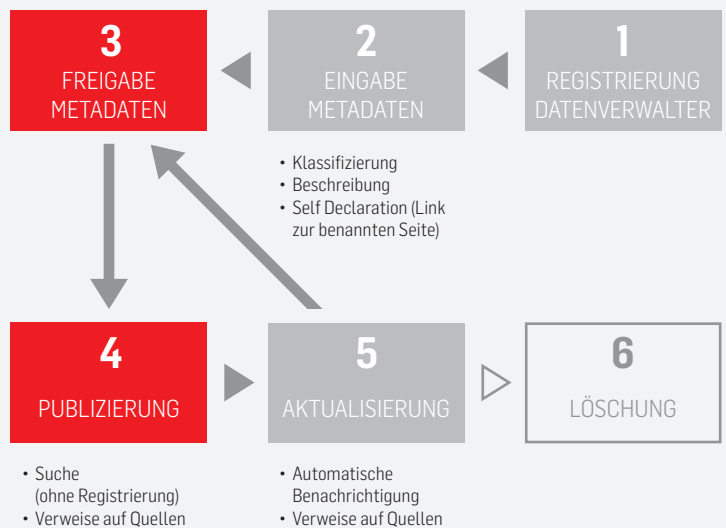 3
FREIGABE
METADATEN
2
EINGABE
METADATEN
1
REGISTRIERUNG
DATENVERWALTER
• Klassifizierung
• Beschreibung
• Self Declaration (Link
zur benannten Seite)
4
PUBLIZIERUNG
5
AKTUALISIERUNG
6
LÖSCHUNG
• Suche
(ohne Registrierung)
• Verweise auf Quellen
• Automatische
Benachrichtigung
• Verweise auf Quellen